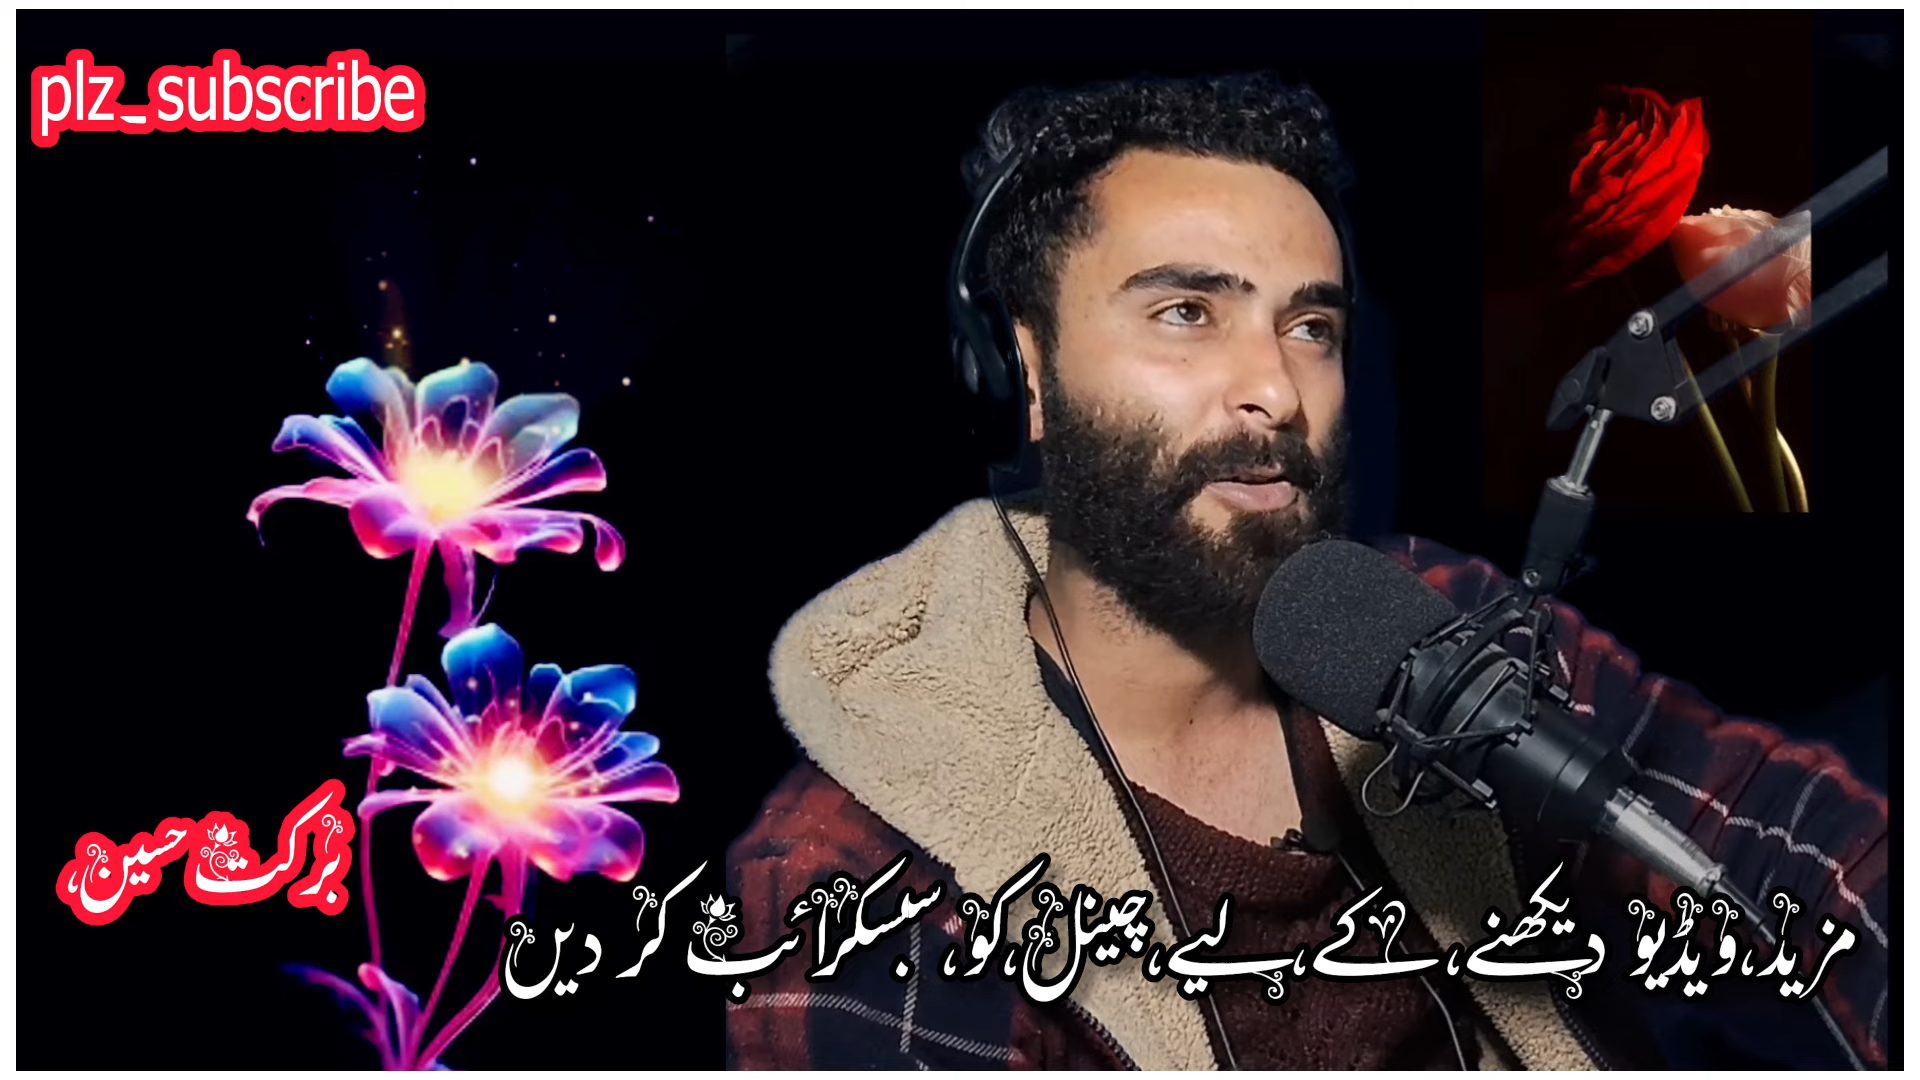 plz_subscribe
برکت حسین،
مزید،ویڈیو دیکھنے،کے،لیے،چینل،کو،سبسکرائب کر دیں